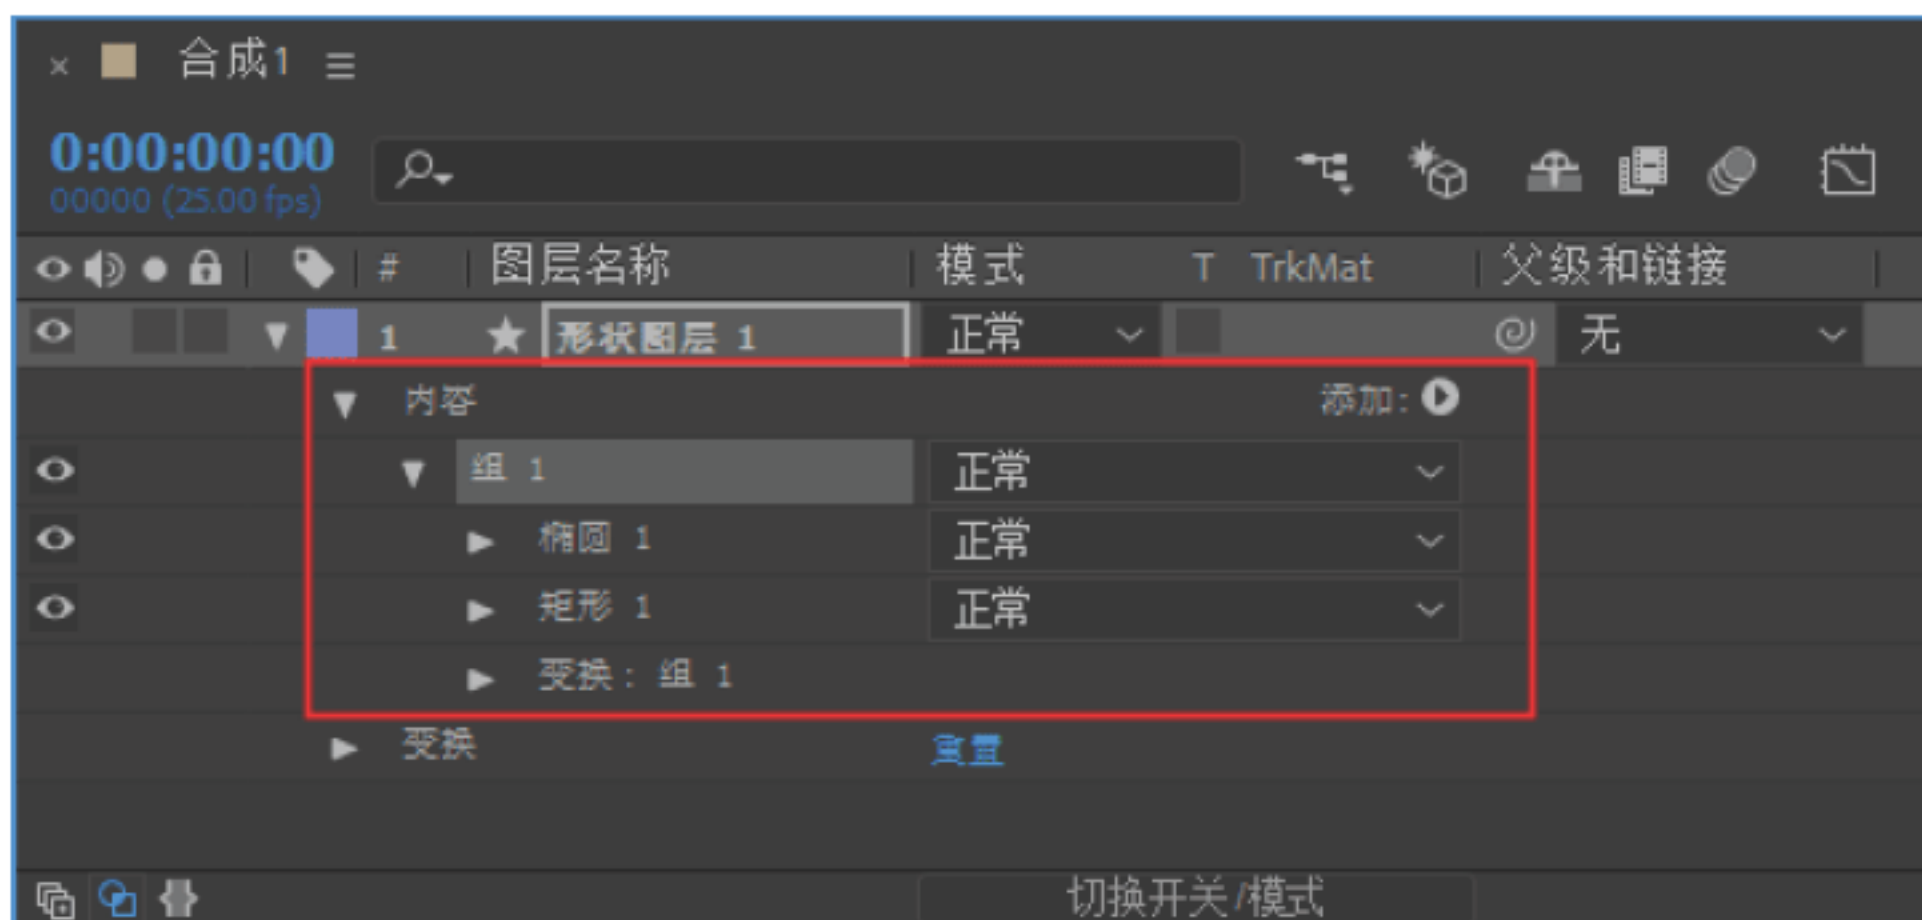 合成1
0:00:00:00
00000 (25.00 fps)
# 图层名称 模式 T TrkMat 父级和链接
1 形状图层 1 正常 无
内容 添加:
组 1 正常
椭圆 1 正常
矩形 1 正常
变换: 组 1
变换 重置
切换开关/模式